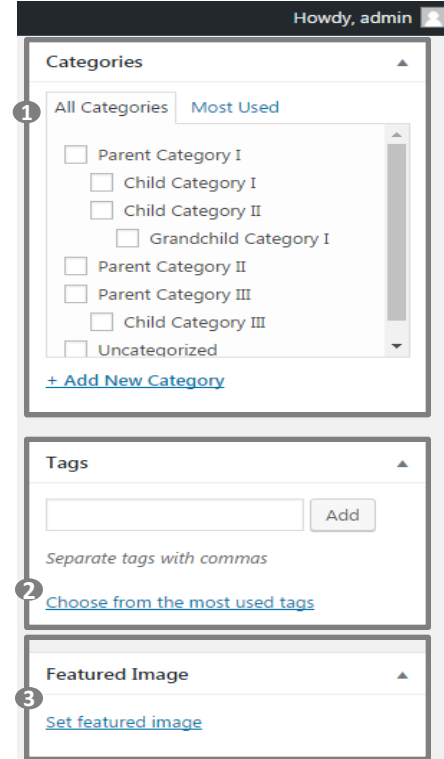 Howdy, admin
Categories
1
All Categories Most Used
Parent Category I
Child Category I
Child Category II
Grandchild Category I
Parent Category II
Parent Category III
Child Category III
Uncategorized
+ Add New Category
Tags
Add
Separate tags with commas
2
Choose from the most used tags
Featured Image
3
Set featured image